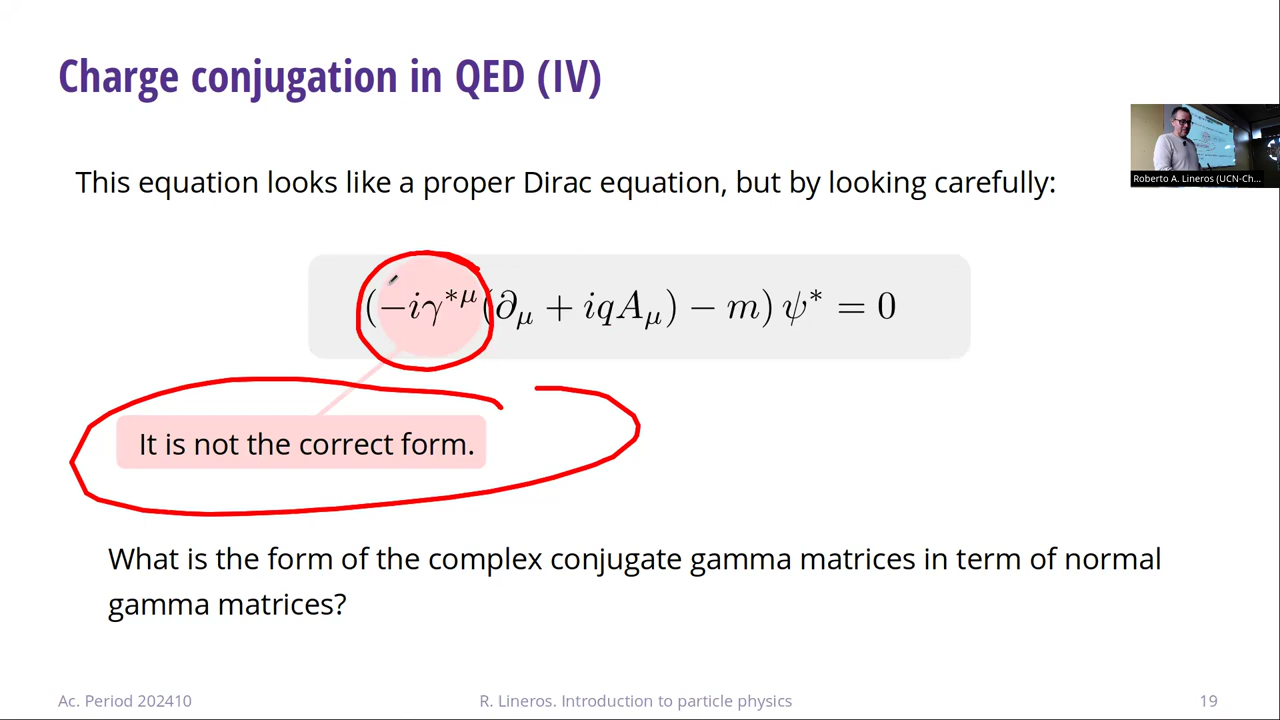 Charge conjugation in QED (IV)
This equation looks like a proper Dirac equation, but by looking carefully:
Roberto A. Lineros (UCN-Ch...
(−iγ*μ(∂μ + iqAμ) − m) ψ* = 0
It is not the correct form.
What is the form of the complex conjugate gamma matrices in term of normal
gamma matrices?
Ac. Period 202410
R. Lineros. Introduction to particle physics
19